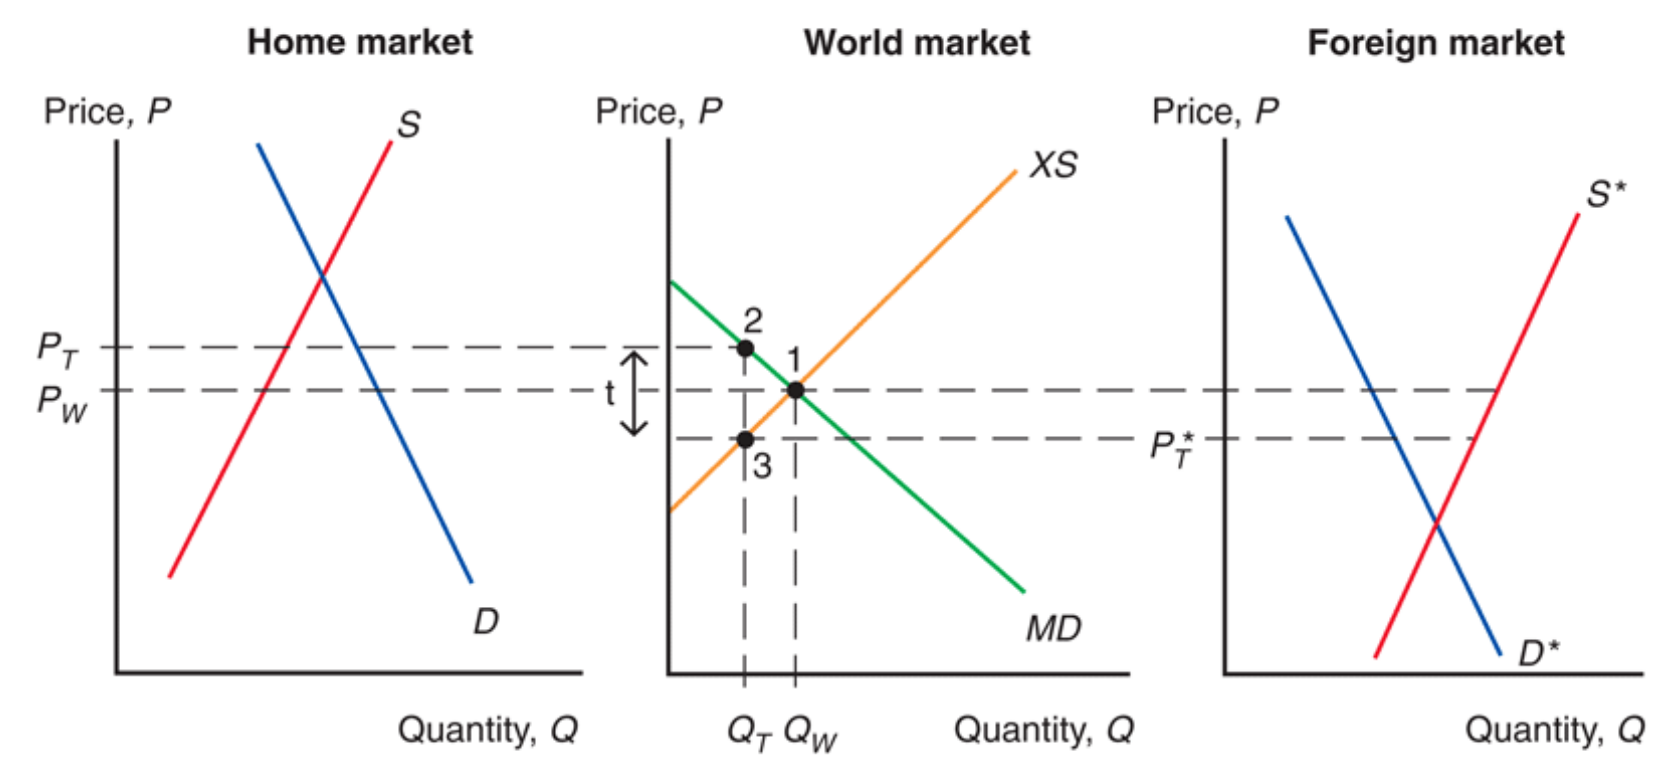 Home market
World market
Foreign market
Price, P
Price, P
Price, P
S
XS
S*
2
P_T
1
t
P_W
P*_T
3
D
MD
D*
Quantity, Q
Q_T Q_W
Quantity, Q
Quantity, Q